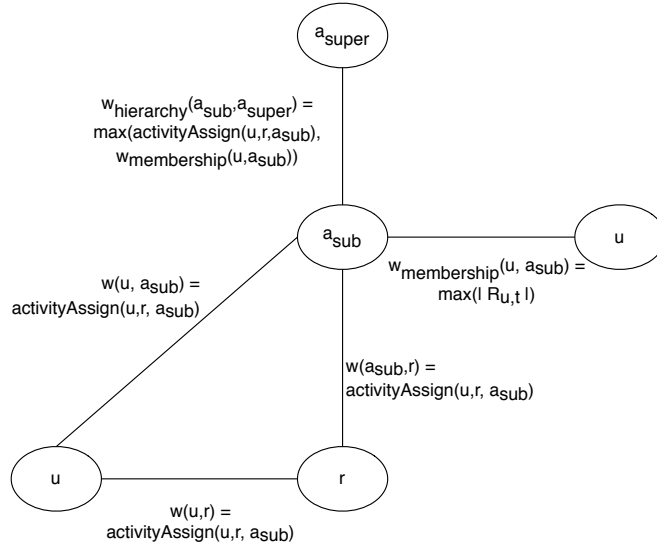 a_super
w_hierarchy(a_sub,a_super) =
max(activityAssign(u,r,a_sub),
w_membership(u,a_sub))
a_sub
u
w_membership(u, a_sub) =
max(| R_u,t |)
w(u, a_sub) =
activityAssign(u,r, a_sub)
w(a_sub,r) =
activityAssign(u,r, a_sub)
u
r
w(u,r) =
activityAssign(u,r, a_sub)